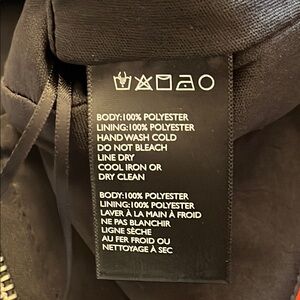 BODY:100% POLYESTER
LINING:100% POLYESTER
HAND WASH COLD
DO NOT BLEACH
LINE DRY
COOL IRON OR
DRY CLEAN
BODY:100% POLYESTER
LINING:100% POLYESTER
LAVER À LA MAIN À FROID
NE PAS BLANCHIR
LIGNE SÈCHE
AU FER FROID OU
NETTOYAGE À SEC